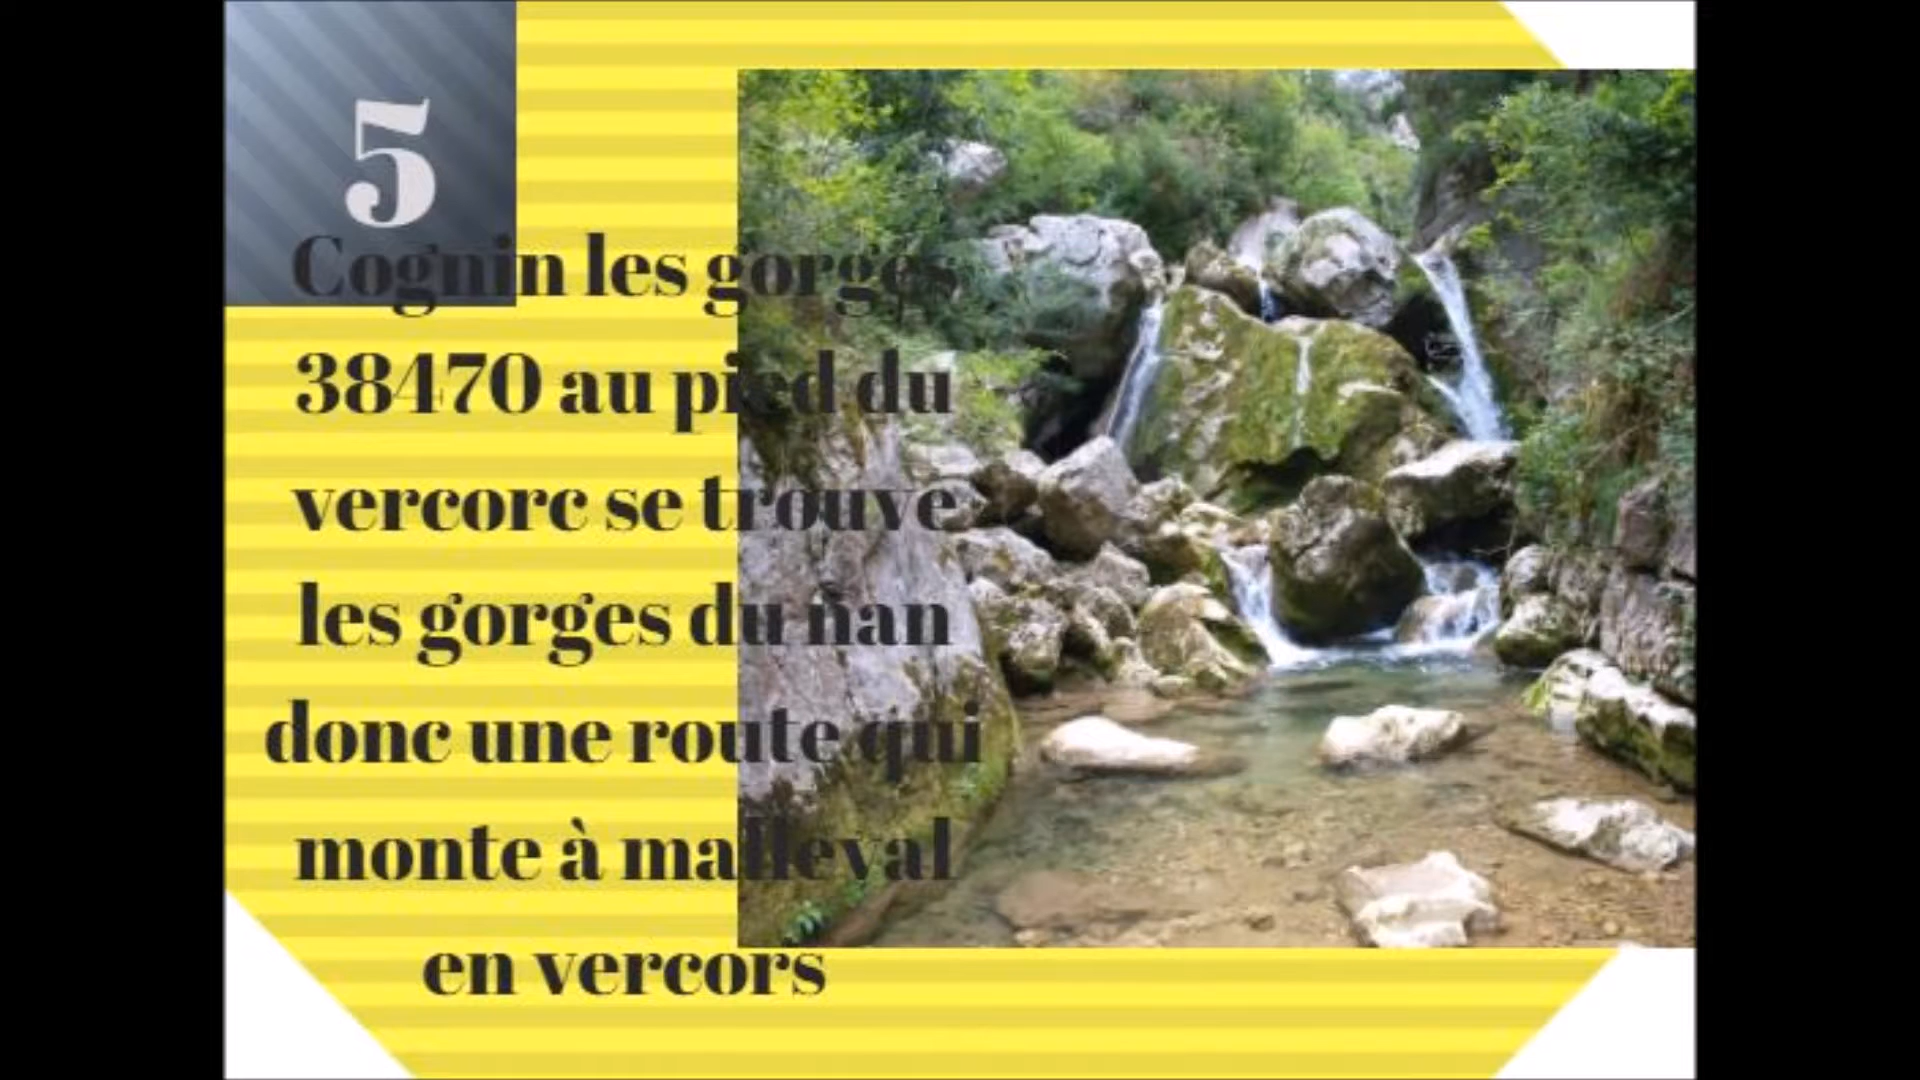 5
Cognin les gorges
38470 au pied du
vercorc se trouve
les gorges du nan
donc une route qui
monte à malleval
en vercors